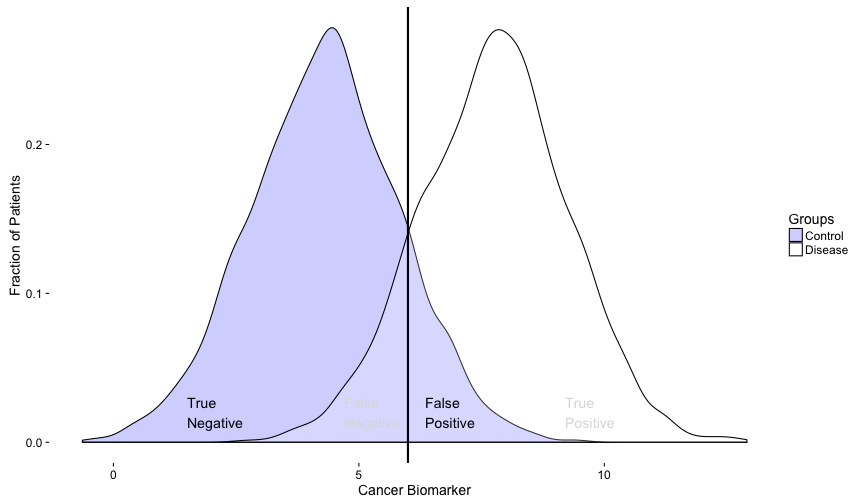 0.2
0.1
0.0
Fraction of Patients
True
Negative
False
Negative
False
Positive
True
Positive
0
5
10
Cancer Biomarker
Groups
Control
Disease